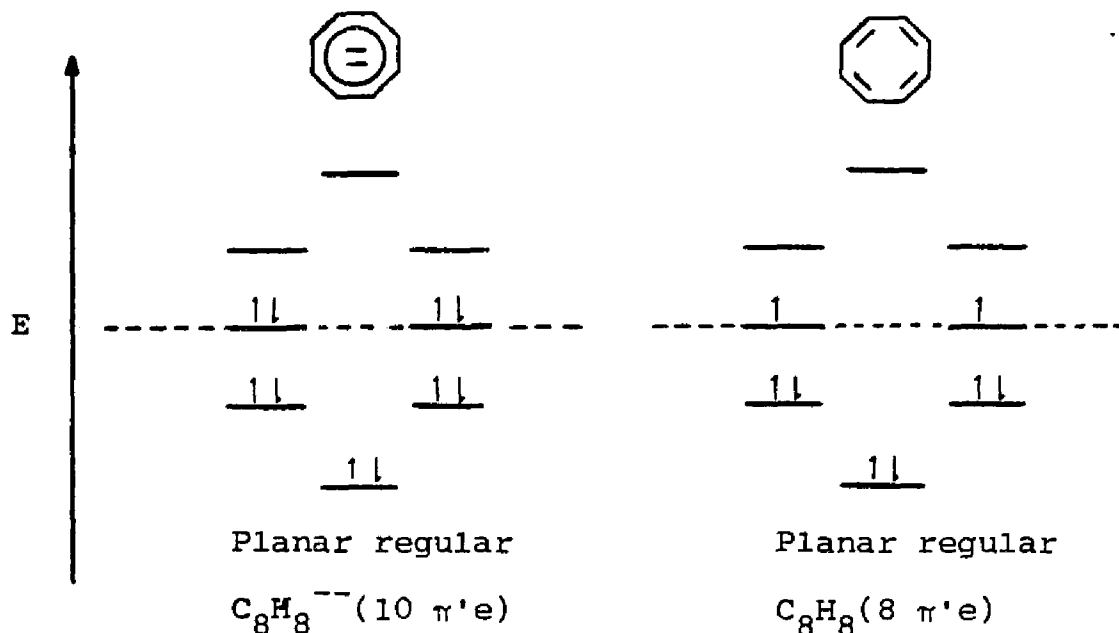 E
Planar regular
C₈H₈⁻⁻(10 π'e)
Planar regular
C₈H₈(8 π'e)